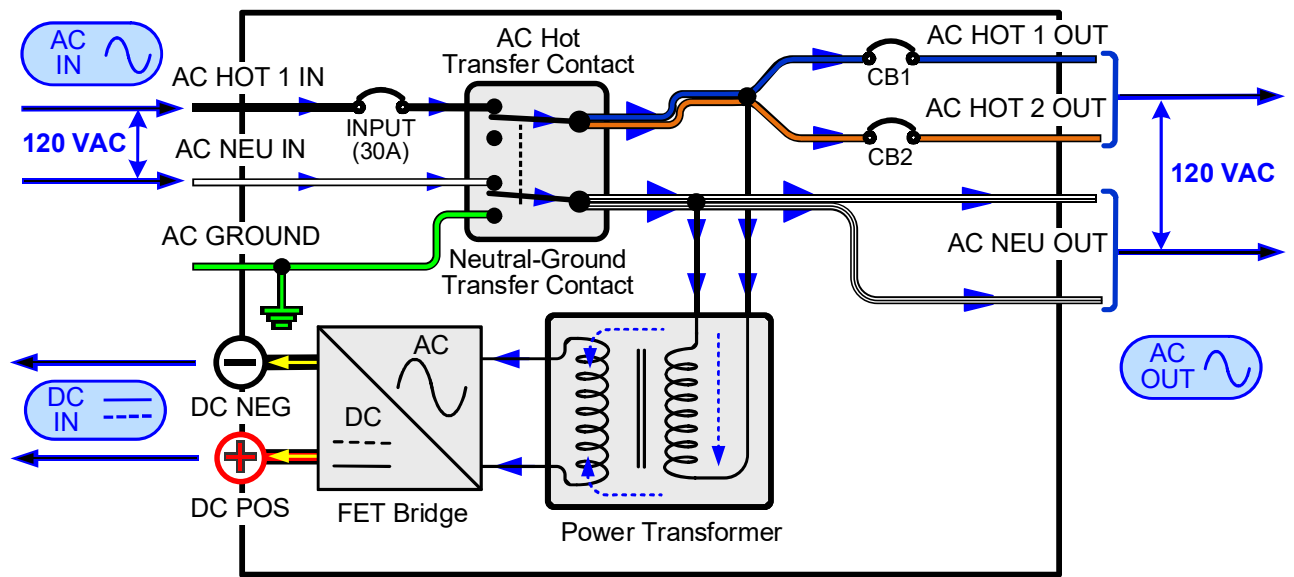 AC
IN
AC HOT 1 IN
120 VAC
INPUT
(30A)
AC NEU IN
AC GROUND
AC Hot
Transfer Contact
Neutral-Ground
Transfer Contact
AC HOT 1 OUT
CB1
AC HOT 2 OUT
CB2
120 VAC
AC NEU OUT
AC
OUT
DC NEG
DC
IN
DC POS
AC
DC
FET Bridge
Power Transformer